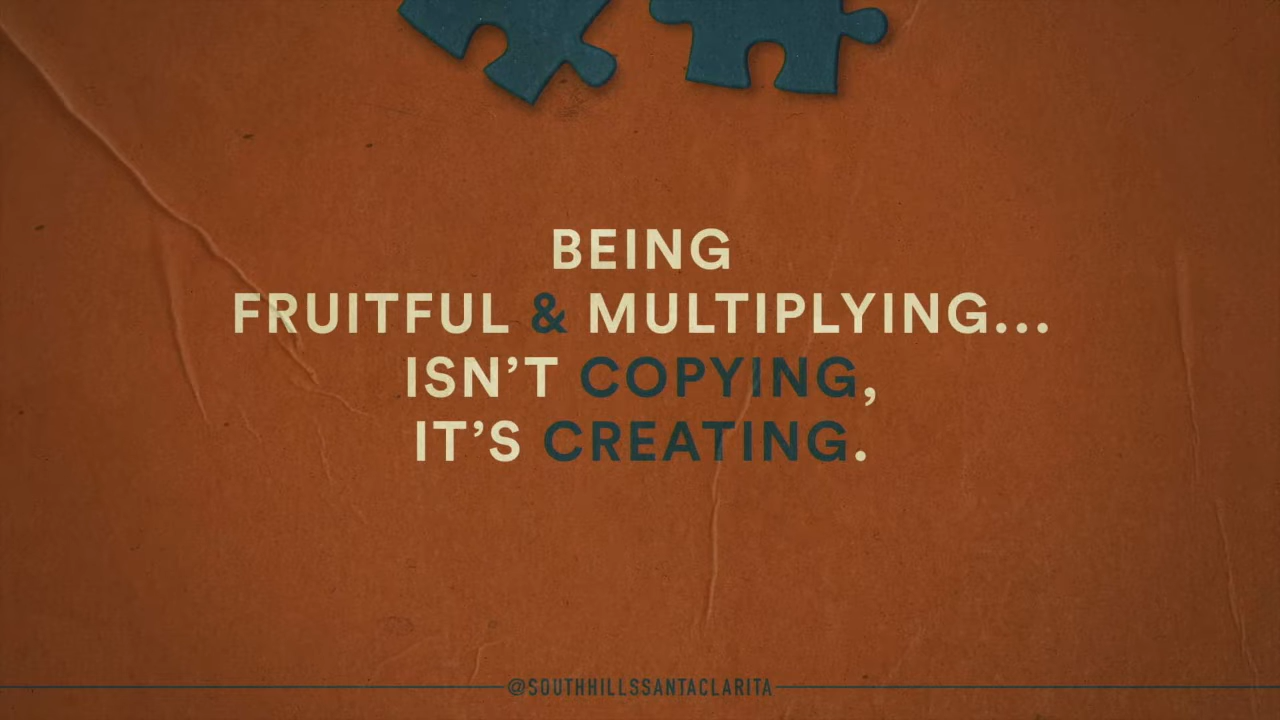 BEING
FRUITFUL & MULTIPLYING...
ISN'T COPYING,
IT'S CREATING.
@SOUTHHILLSSANTACLARITA